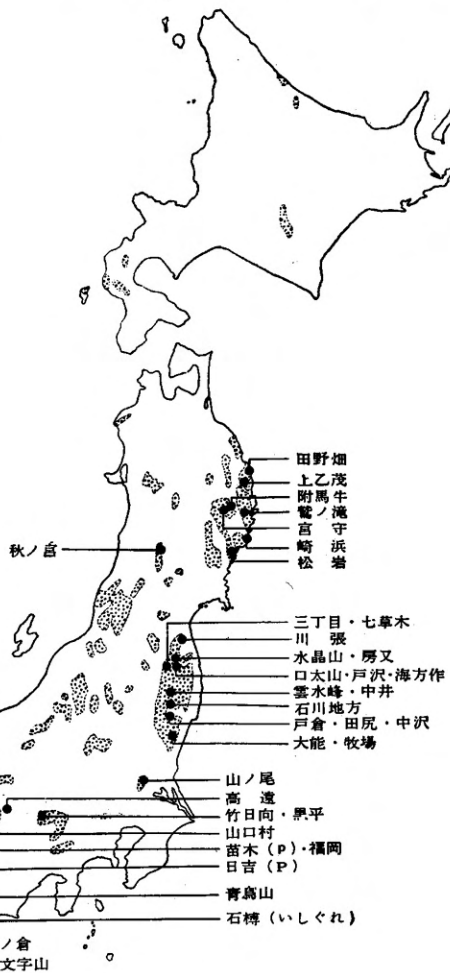 田野畑
上乙茂
附馬牛
鷲ノ滝
宮守
崎浜
松岩
秋ノ宮
三丁目・七草木
川張
水晶山・房又
口太山・戸沢・海方作
雲水峰・中井
石川地方
戸倉・田尻・中沢
大能・牧場
山ノ尾
高遠
竹日向・黒平
山口村
苗木(P)・福岡
日吉(P)
青鳥山
石榑(いしぐれ)
ノ倉
文字山